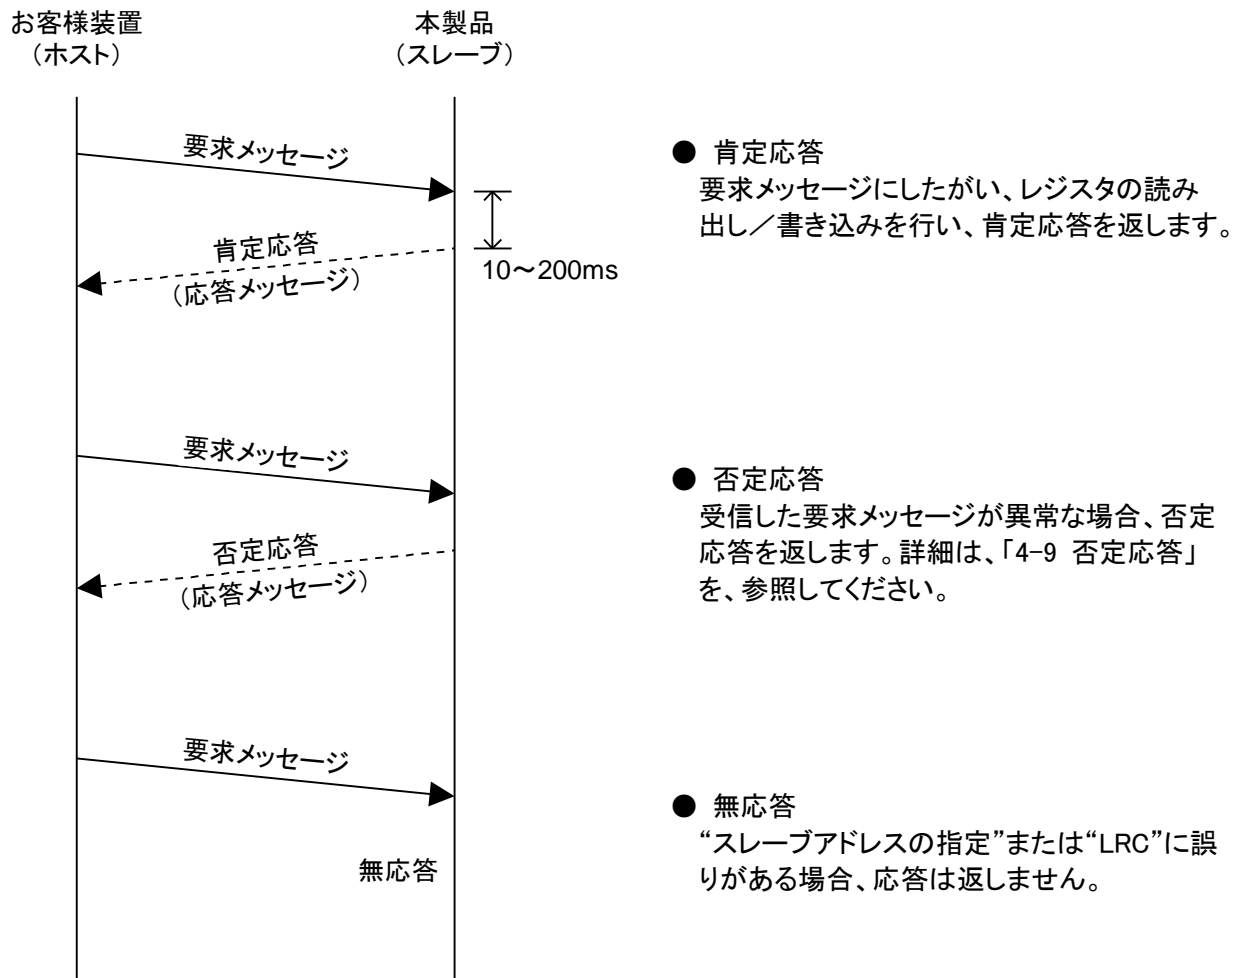 お客様装置
（ホスト）
本製品
（スレーブ）
要求メッセージ
肯定応答
（応答メッセージ）
10～200ms
● 肯定応答
要求メッセージにしたがい、レジスタの読み
出し／書き込みを行い、肯定応答を返します。
要求メッセージ
否定応答
（応答メッセージ）
● 否定応答
受信した要求メッセージが異常な場合、否定
応答を返します。詳細は、「4-9 否定応答」
を、参照してください。
要求メッセージ
無応答
● 無応答
“スレーブアドレスの指定”または“LRC”に誤
りがある場合、応答は返しません。